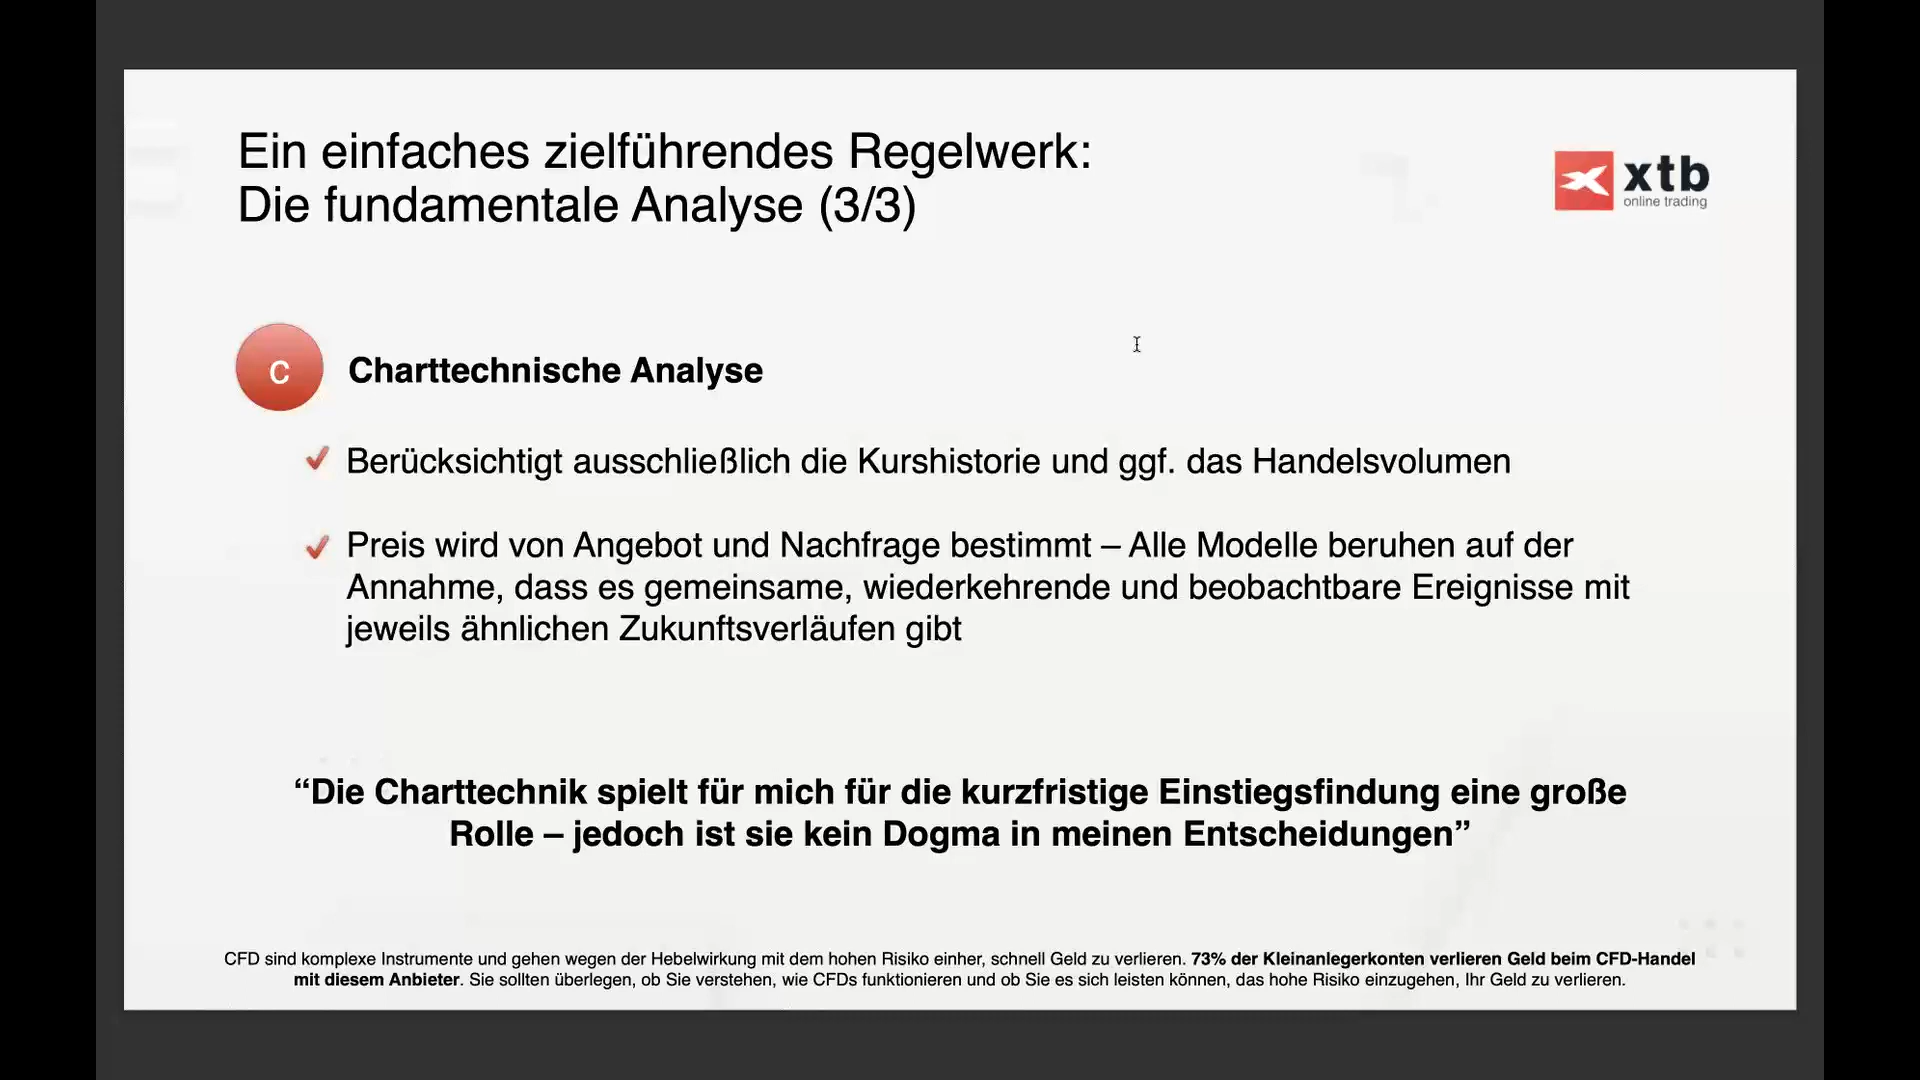 Ein einfaches zielführendes Regelwerk:
Die fundamentale Analyse (3/3)
xtb
online trading
C
Charttechnische Analyse
Berücksichtigt ausschließlich die Kurshistorie und ggf. das Handelsvolumen
Preis wird von Angebot und Nachfrage bestimmt – Alle Modelle beruhen auf der
Annahme, dass es gemeinsame, wiederkehrende und beobachtbare Ereignisse mit
jeweils ähnlichen Zukunftsverläufen gibt
“Die Charttechnik spielt für mich für die kurzfristige Einstiegsfindung eine große
Rolle – jedoch ist sie kein Dogma in meinen Entscheidungen”
CFD sind komplexe Instrumente und gehen wegen der Hebelwirkung mit dem hohen Risiko einher, schnell Geld zu verlieren. 73% der Kleinanlegerkonten verlieren Geld beim CFD-Handel
mit diesem Anbieter. Sie sollten überlegen, ob Sie verstehen, wie CFDs funktionieren und ob Sie es sich leisten können, das hohe Risiko einzugehen, Ihr Geld zu verlieren.